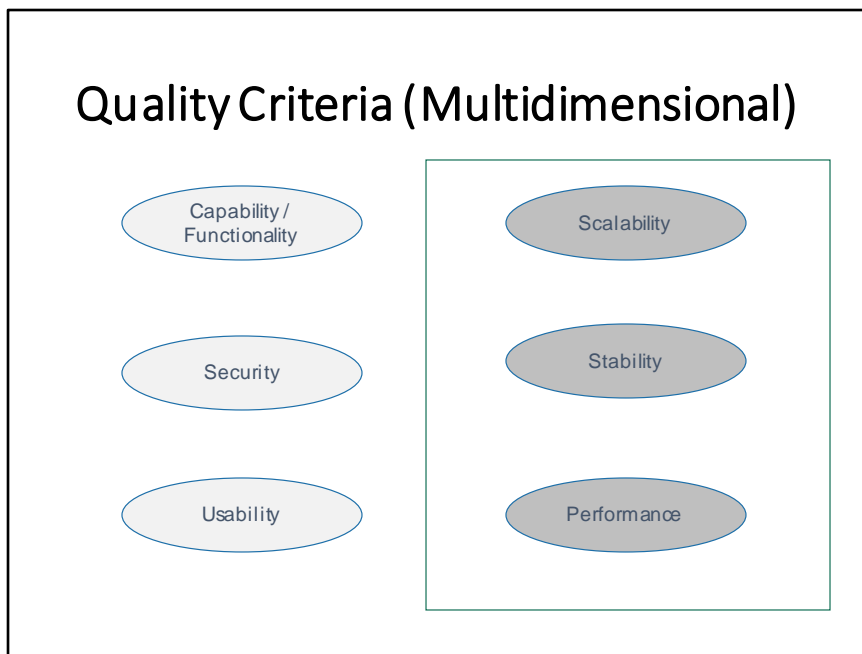 Quality Criteria (Multidimensional)
Capability /
Functionality
Scalability
Security
Stability
Usability
Performance